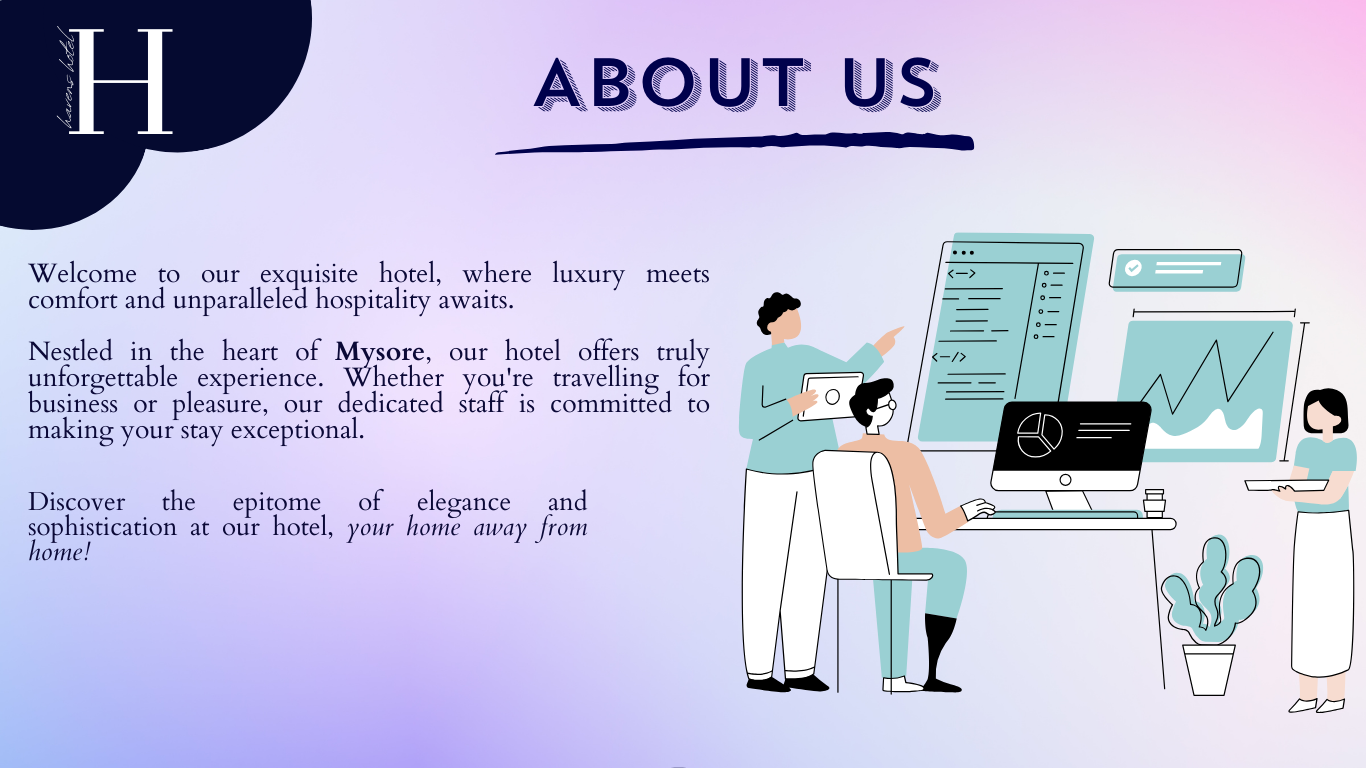 havens hotel
H
ABOUT US
Welcome to our exquisite hotel, where luxury meets
comfort and unparalleled hospitality awaits.
Nestled in the heart of Mysore, our hotel offers truly
unforgettable experience. Whether you're travelling for
business or pleasure, our dedicated staff is committed to
making your stay exceptional.
Discover the epitome of elegance and
sophistication at our hotel, your home away from
home!